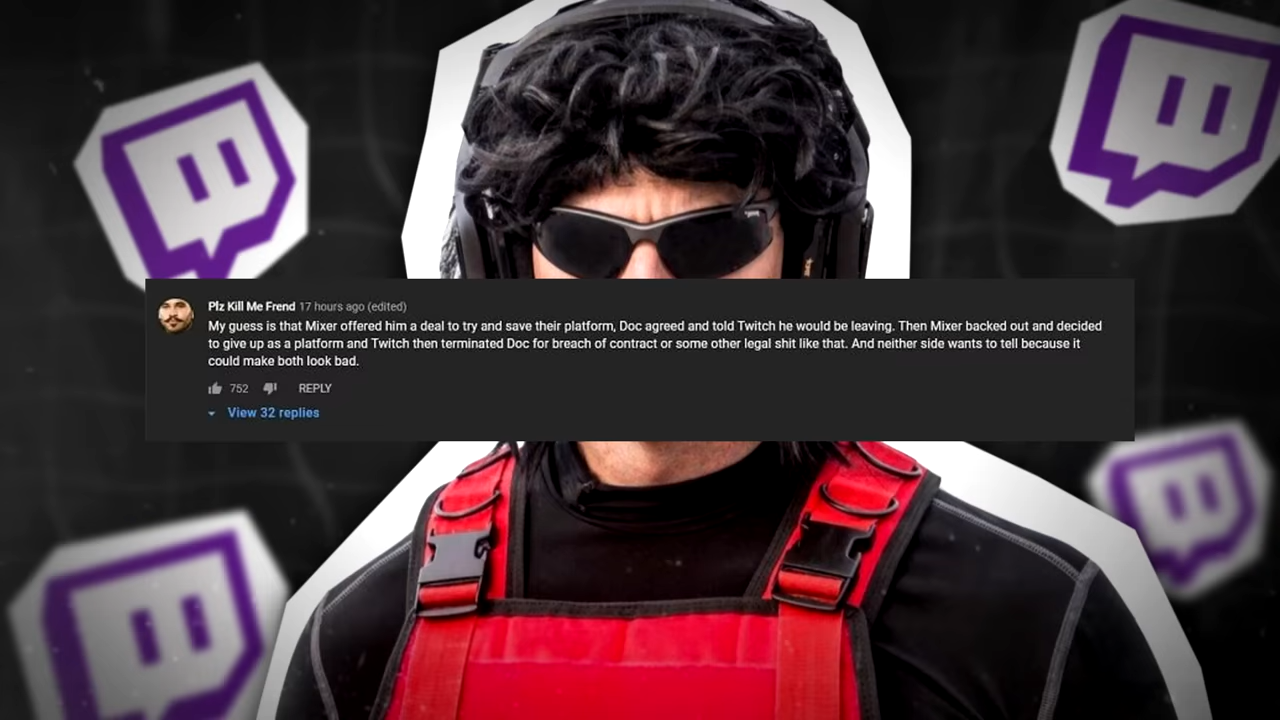 Plz Kill Me Frend 17 hours ago (edited)
My guess is that Mixer offered him a deal to try and save their platform, Doc agreed and told Twitch he would be leaving. Then Mixer backed out and decided
to give up as a platform and Twitch then terminated Doc for breach of contract or some other legal shit like that. And neither side wants to tell because it
could make both look bad.
752 REPLY
View 32 replies